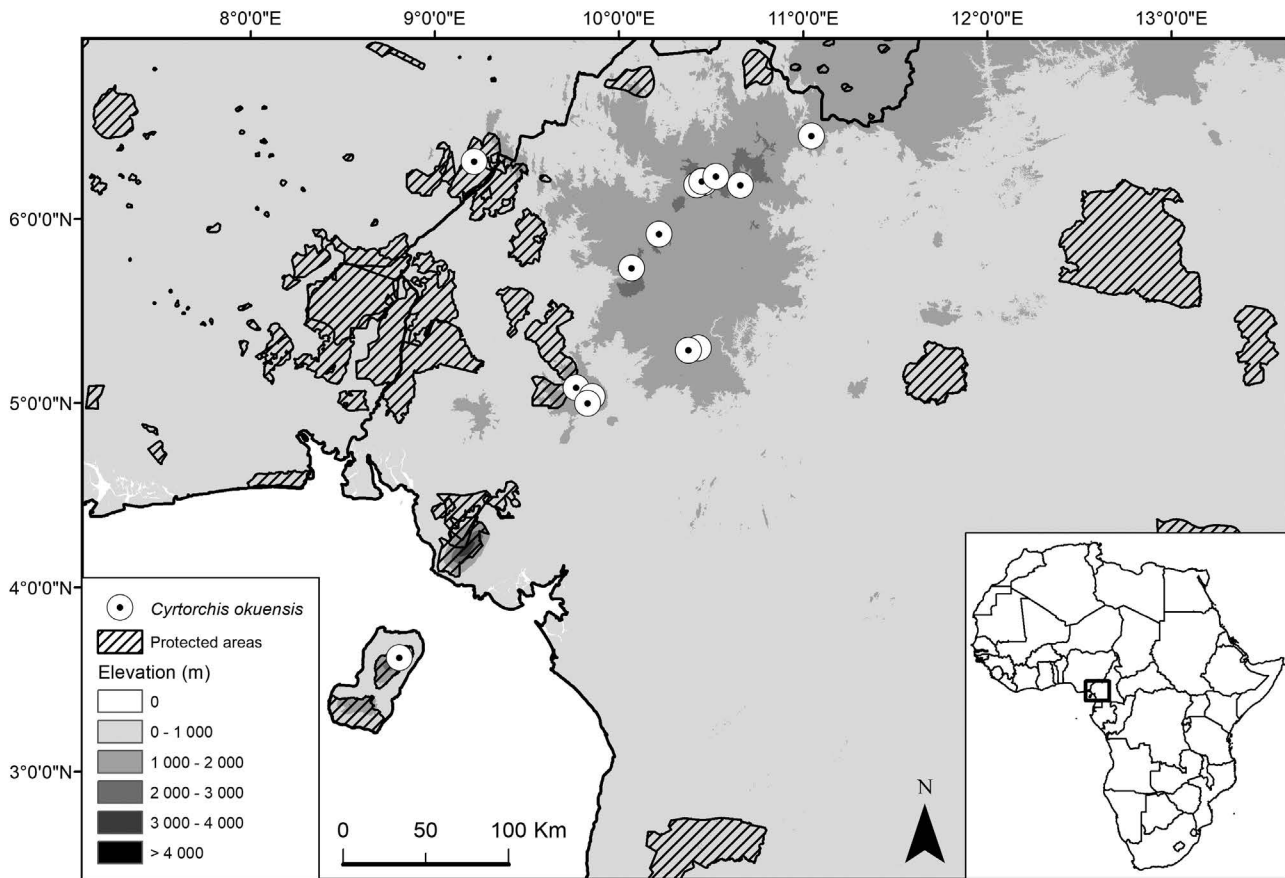 8°0'0"E 9°0'0"E 10°0'0"E 11°0'0"E 12°0'0"E 13°0'0"E
6°0'0"N
5°0'0"N
4°0'0"N
3°0'0"N
Cyrtorchis okuensis
Protected areas
Elevation (m)
0
0 - 1 000
1 000 - 2 000
2 000 - 3 000
3 000 - 4 000
> 4 000
0 50 100 Km
N